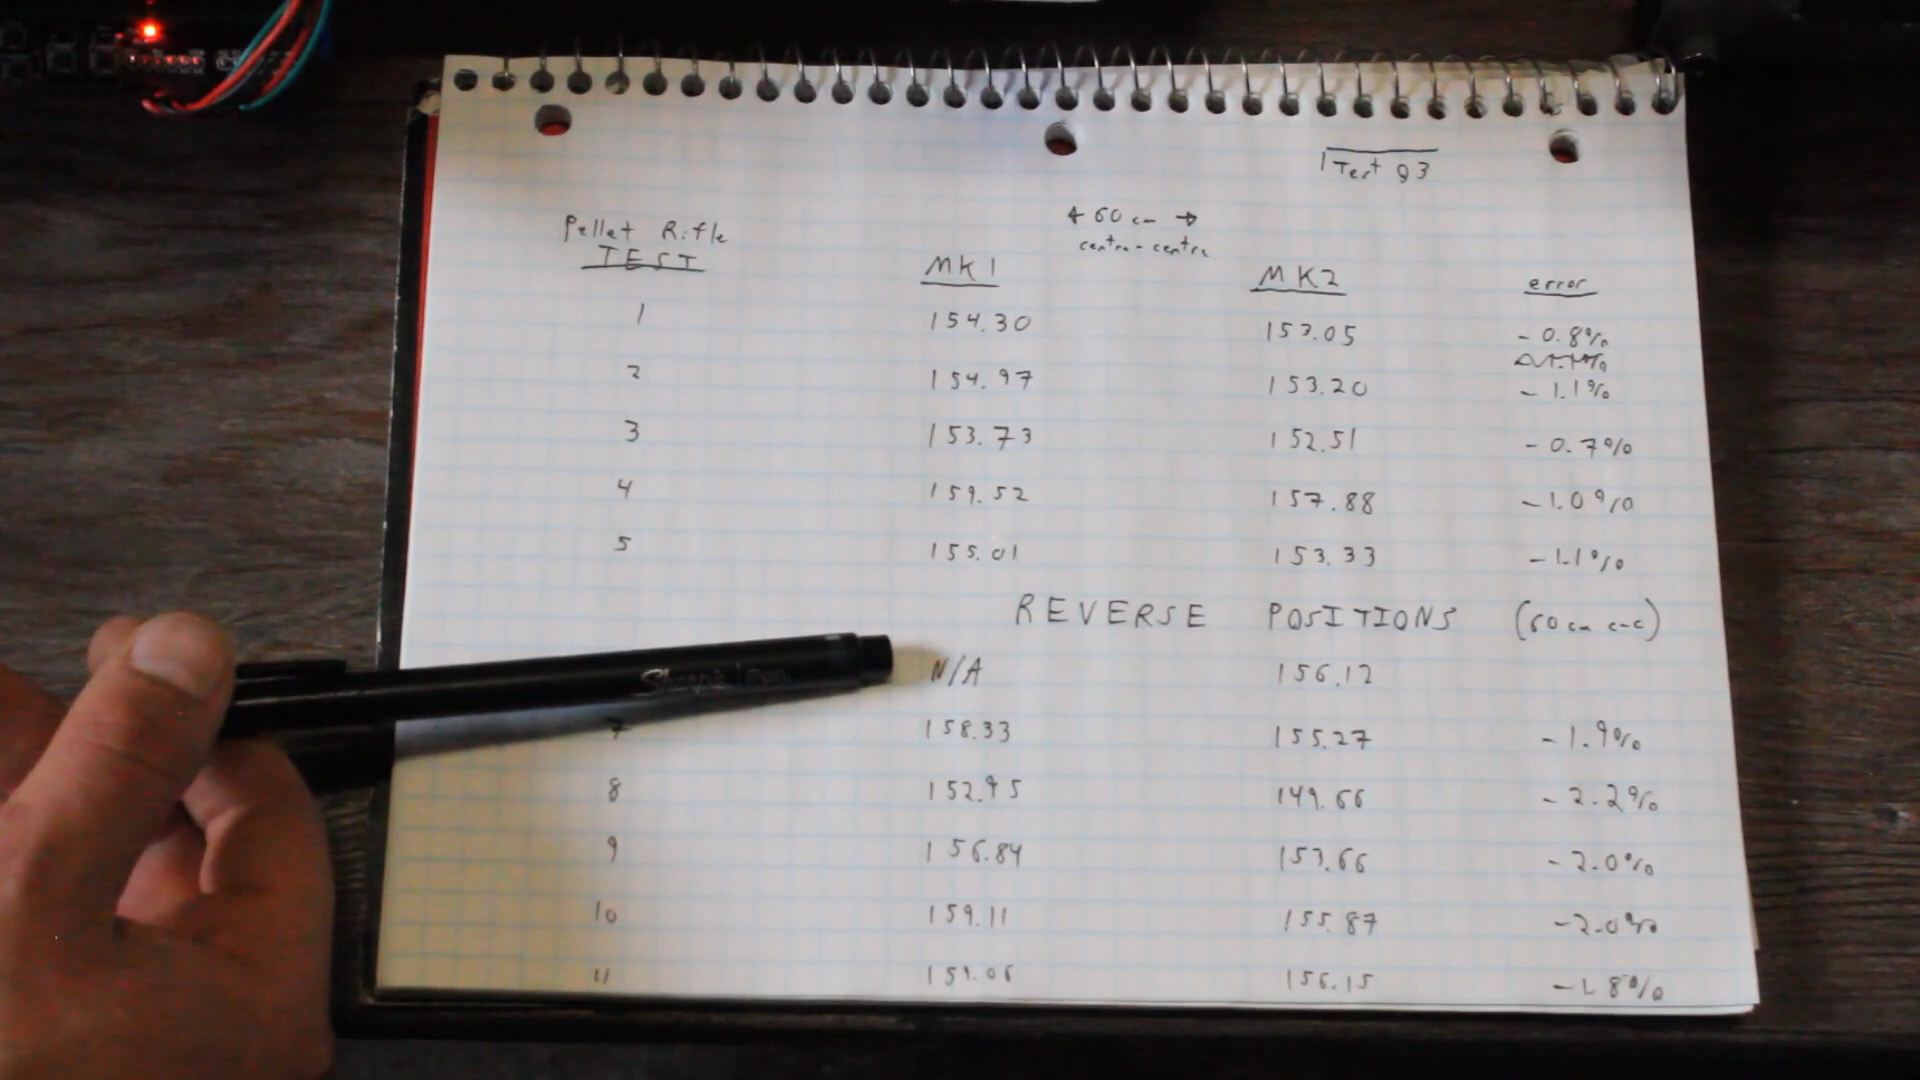 Test 93
← 60 cm →
centre-centre
Pellet Rifle
TEST MK1 MK2 error
1 154.30 153.05 -0.8%
2 154.97 153.20 -1.1%
3 153.73 152.51 -0.7%
4 159.52 157.88 -1.0%
5 155.01 153.33 -1.1%
REVERSE POSITIONS (60cm c-c)
N/A 156.12
7 158.33 155.27 -1.9%
8 152.95 149.66 -2.2%
9 156.84 153.66 -2.0%
10 159.11 155.87 -2.0%
11 159.06 156.15 -1.8%
Sharpie